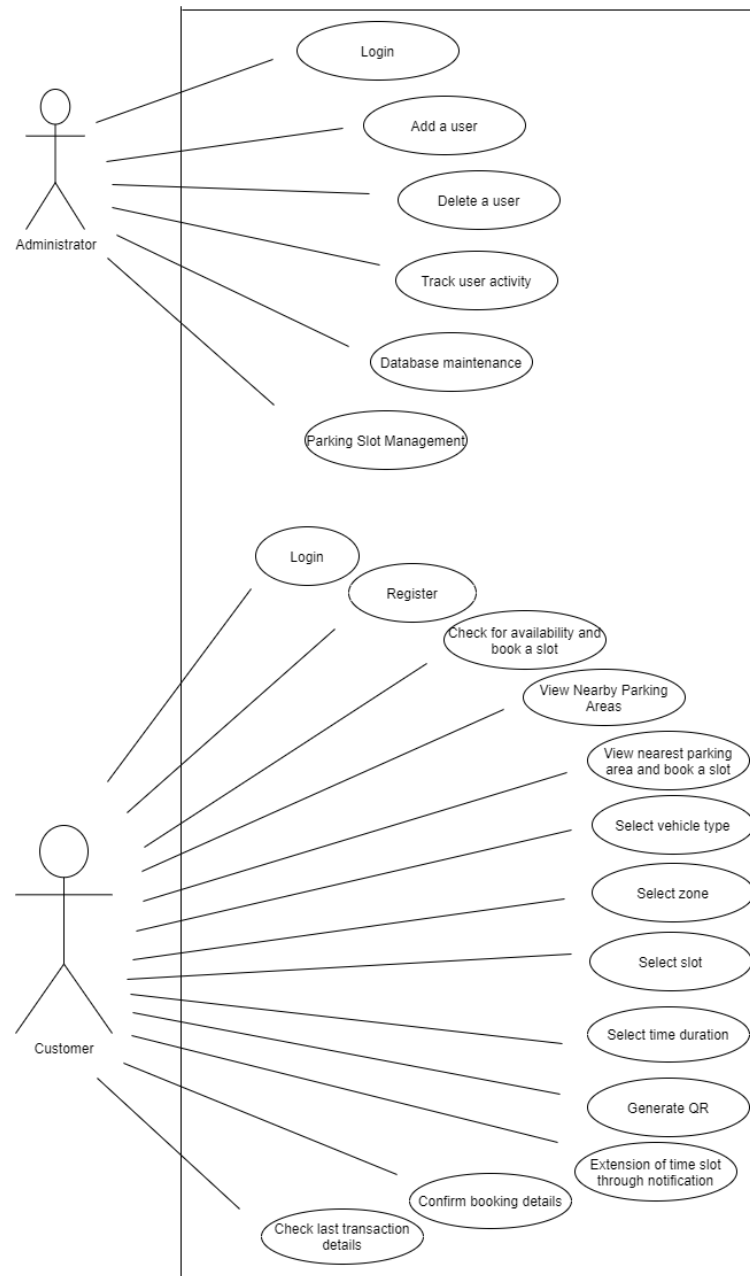 Login
Add a user
Delete a user
Administrator
Track user activity
Database maintenance
Parking Slot Management
Login
Register
Check for availability and
book a slot
View Nearby Parking
Areas
View nearest parking
area and book a slot
Select vehicle type
Select zone
Select slot
Select time duration
Customer
Generate QR
Extension of time slot
through notification
Confirm booking details
Check last transaction
details